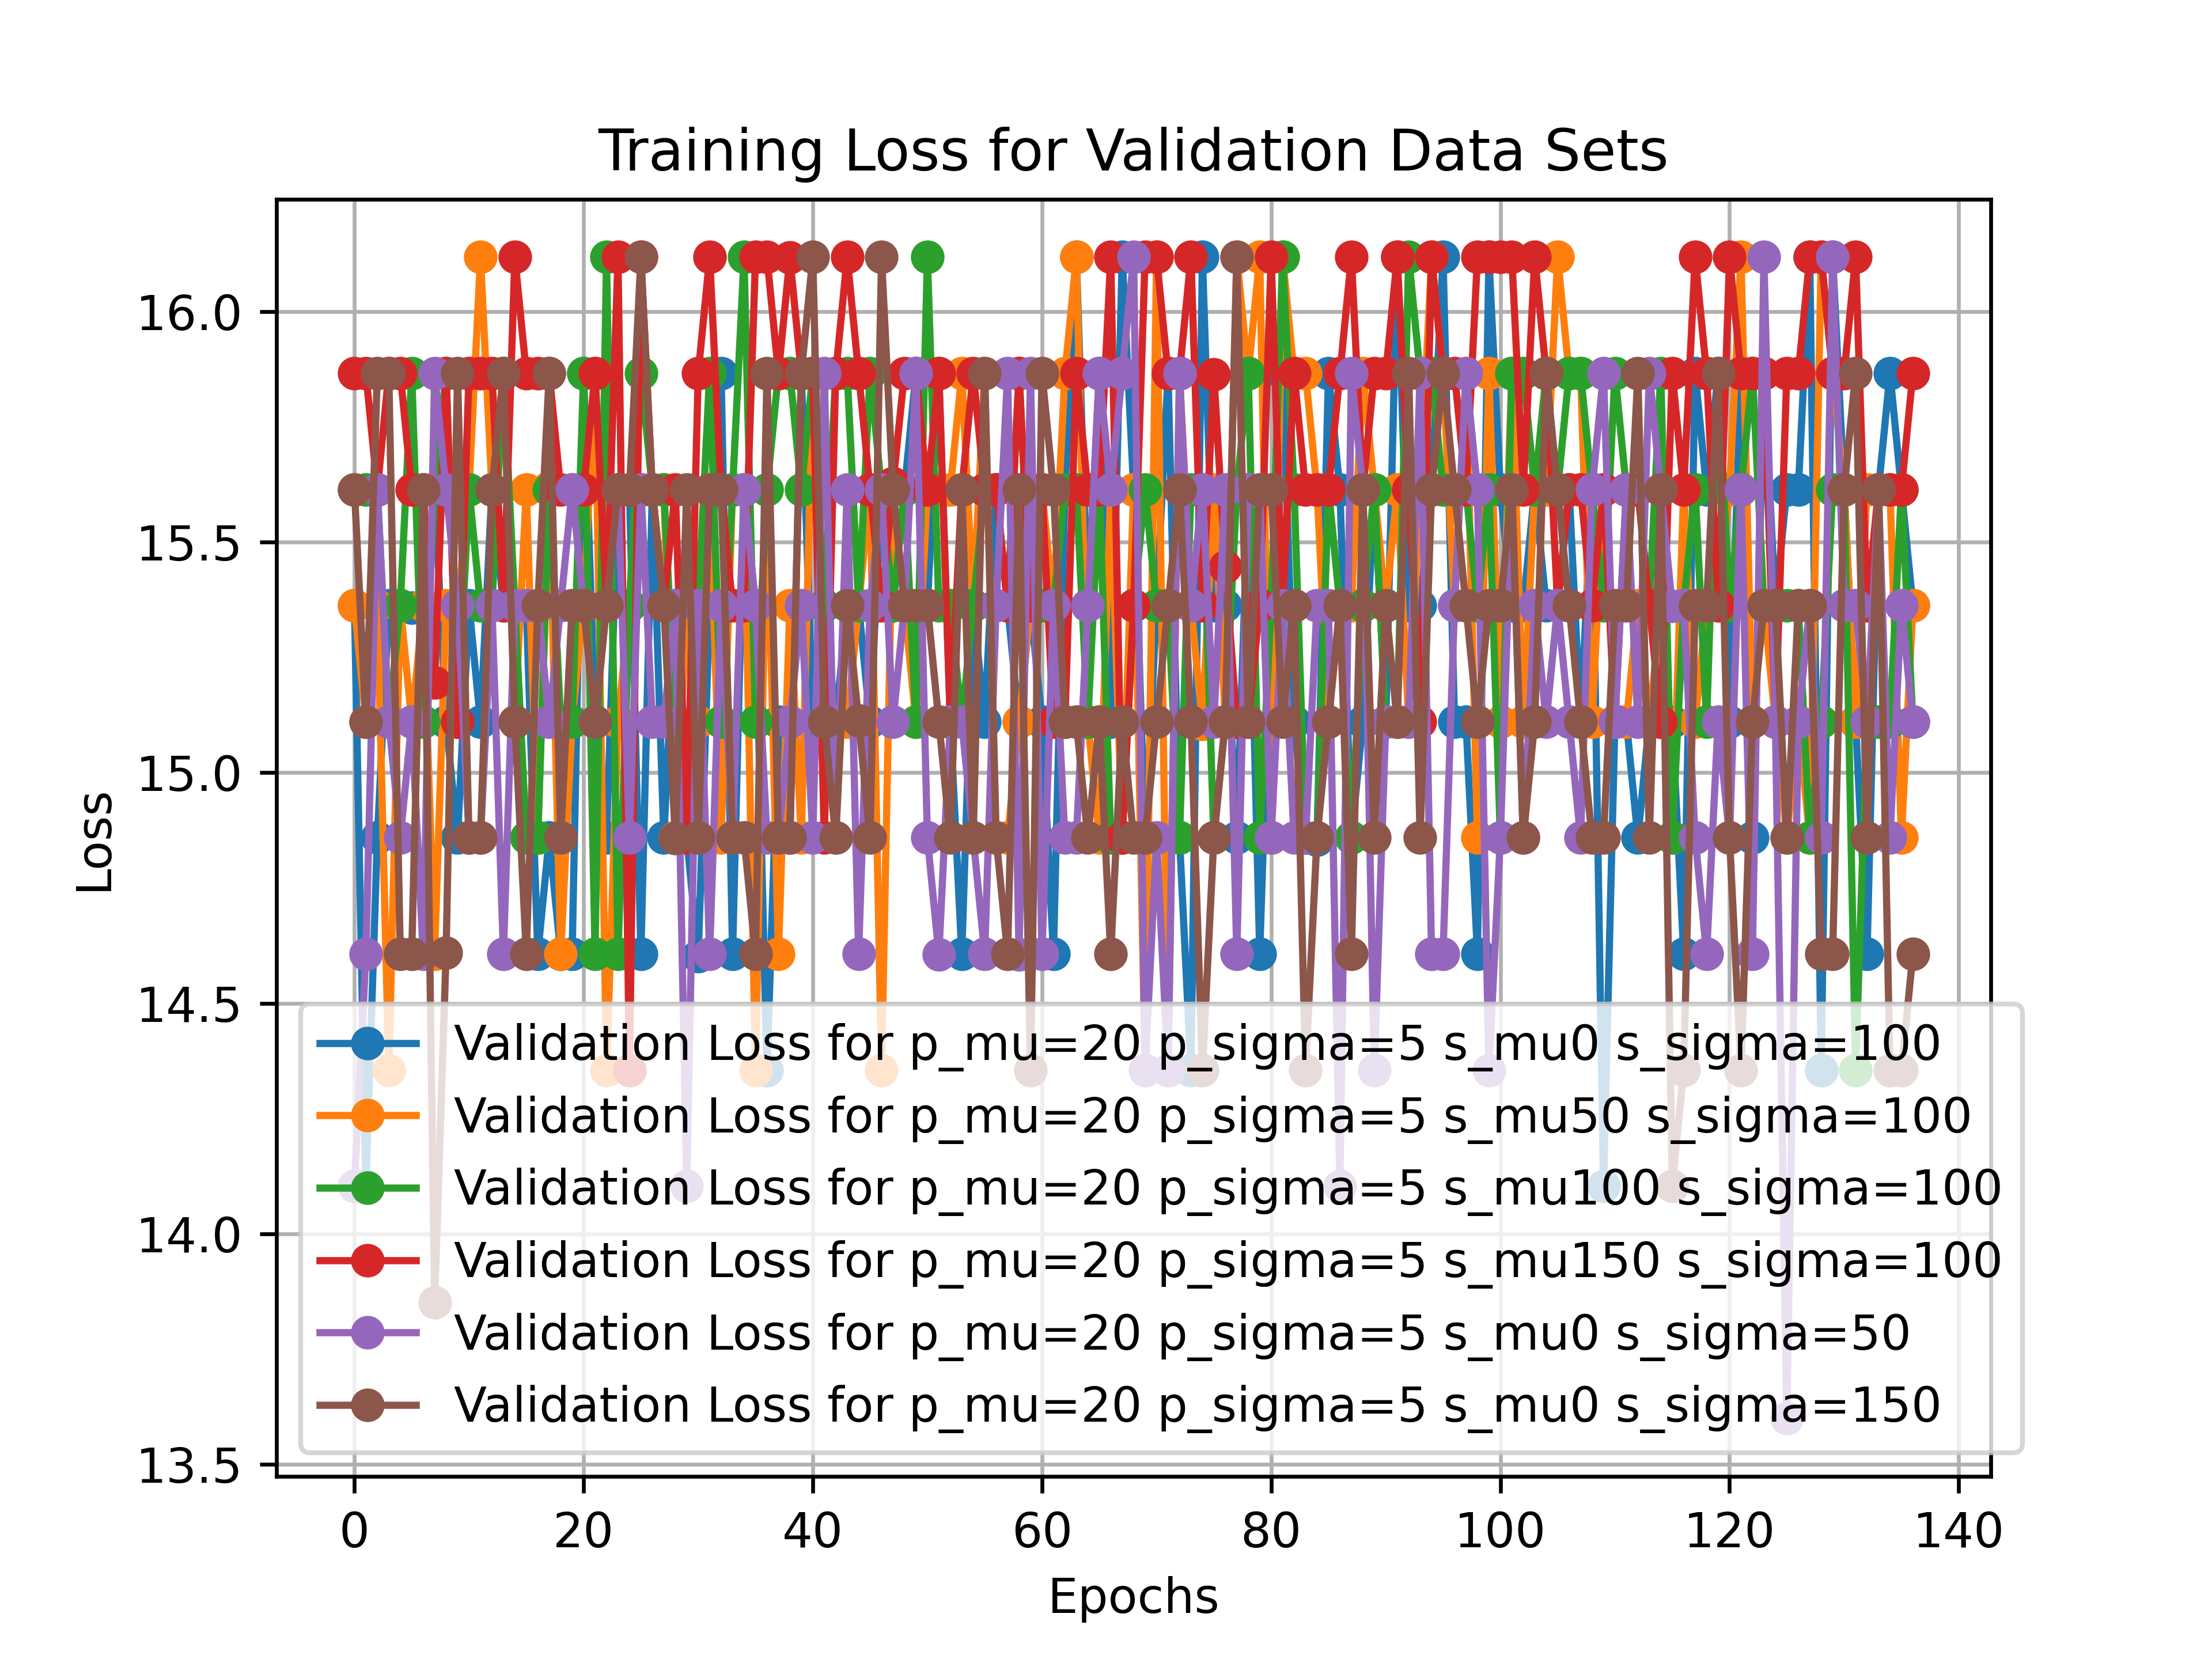 Training Loss for Validation Data Sets
Loss
16.0
15.5
15.0
14.5
14.0
13.5
Validation Loss for p_mu=20 p_sigma=5 s_mu0 s_sigma=100
Validation Loss for p_mu=20 p_sigma=5 s_mu50 s_sigma=100
Validation Loss for p_mu=20 p_sigma=5 s_mu100 s_sigma=100
Validation Loss for p_mu=20 p_sigma=5 s_mu150 s_sigma=100
Validation Loss for p_mu=20 p_sigma=5 s_mu0 s_sigma=50
Validation Loss for p_mu=20 p_sigma=5 s_mu0 s_sigma=150
0 20 40 60 80 100 120 140
Epochs